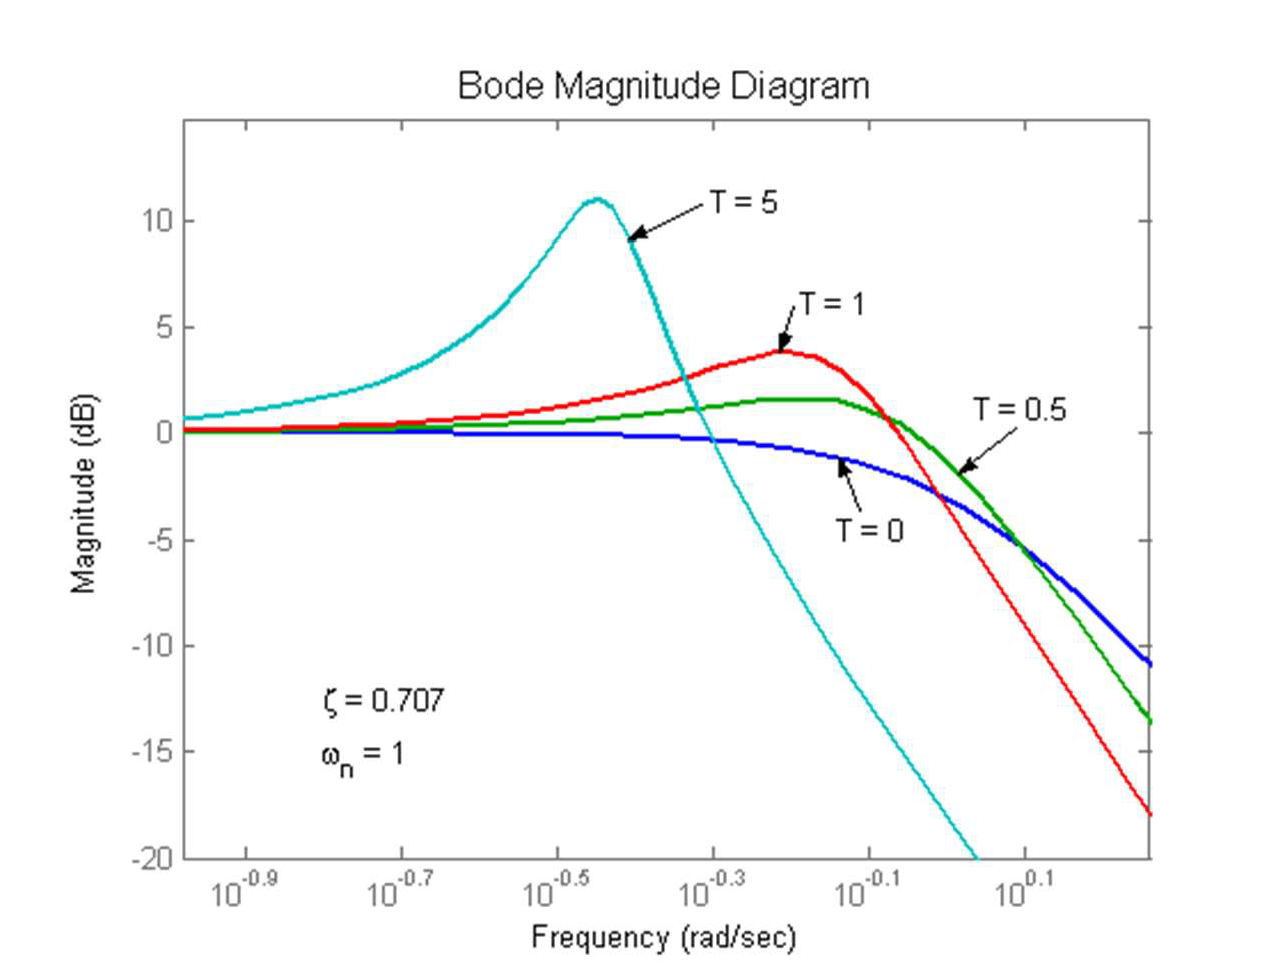 Bode Magnitude Diagram
T = 5
10
T = 1
5
T = 0.5
0
T = 0
-5
-10
ζ = 0.707
ωn = 1
-15
-20
10^-0.9 10^-0.7 10^-0.5 10^-0.3 10^-0.1 10^0.1
Frequency (rad/sec)
Magnitude (dB)